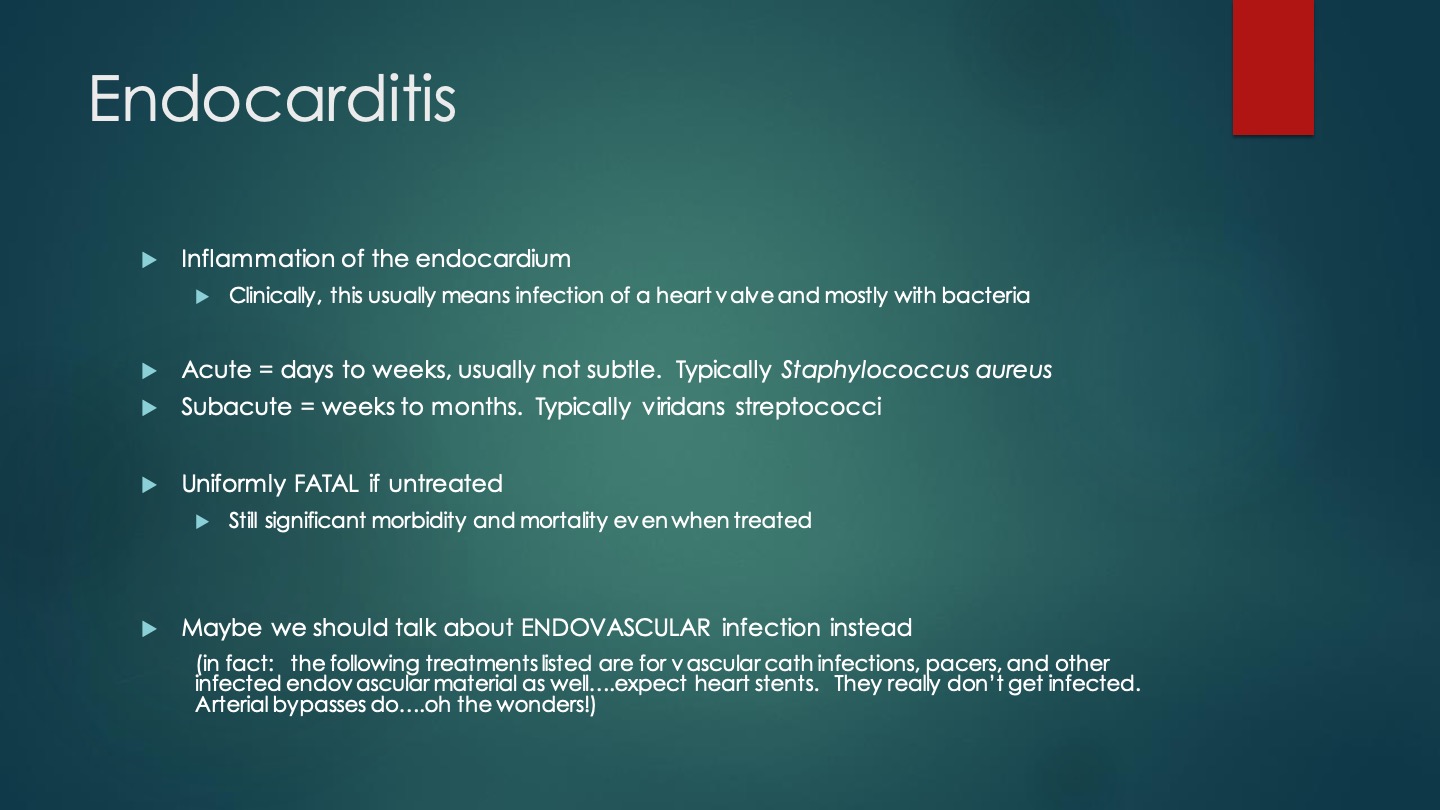 Endocarditis
Inflammation of the endocardium
Clinically, this usually means infection of a heart valve and mostly with bacteria
Acute = days to weeks, usually not subtle. Typically Staphylococcus aureus
Subacute = weeks to months. Typically viridans streptococci
Uniformly FATAL if untreated
Still significant morbidity and mortality even when treated
Maybe we should talk about ENDOVASCULAR infection instead
(in fact: the following treatments listed are for vascular cath infections, pacers, and other
infected endovascular material as well....expect heart stents. They really don't get infected.
Arterial bypasses do....oh the wonders!)